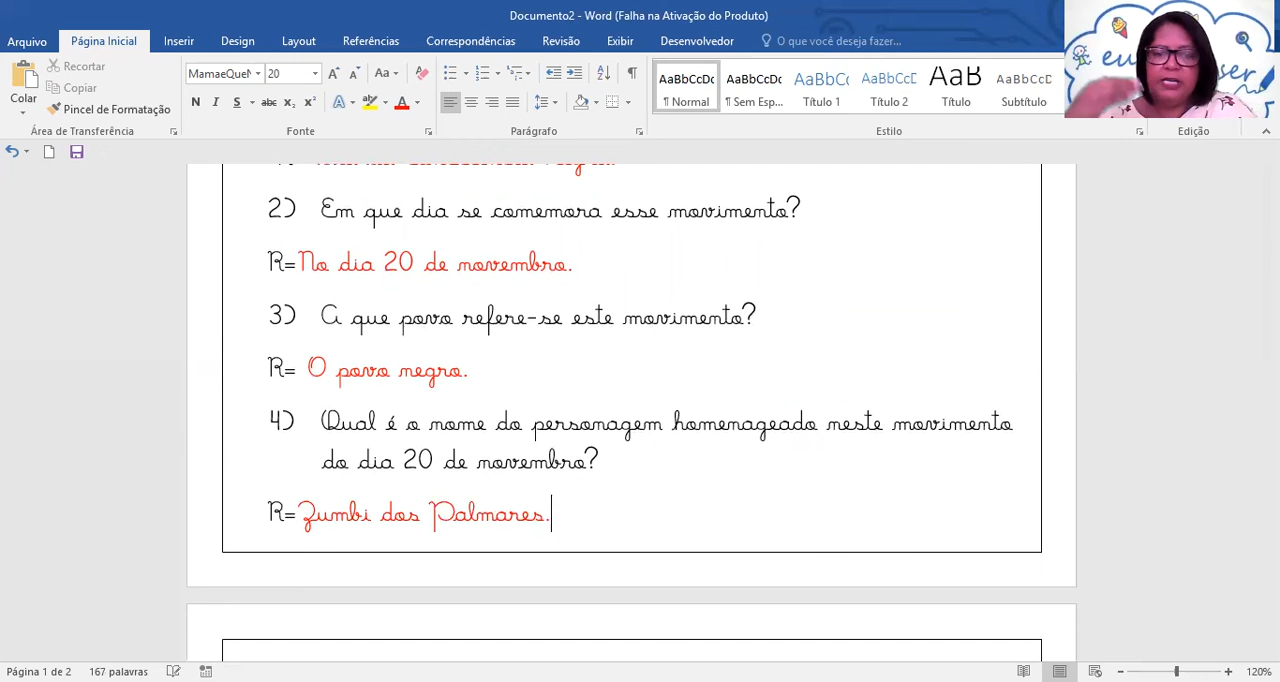 Documento2 - Word (Falha na Ativação do Produto)
Arquivo Página Inicial Inserir Design Layout Referências Correspondências Revisão Exibir Desenvolvedor O que você deseja fazer...
Colar
Recortar
Copiar
Pincel de Formatação
Área de Transferência
20
Aa
N I S abc x₂ x²
Fonte
Parágrafo
AaBbCcDc AaBbCcDc AaBbC AaBbCcD AaB AaBbCcD
¶ Normal ¶ Sem Esp... Título 1 Título 2 Título Subtítulo
Estilo
Edição
2) Em que dia se comemora esse movimento?
R=No dia 20 de novembro.
3) A que povo refere-se este movimento?
R= O povo negro.
4) Qual é o nome do personagem homenageado neste movimento
do dia 20 de novembro?
R=Zumbi dos Palmares.
Página 1 de 2 167 palavras 120%